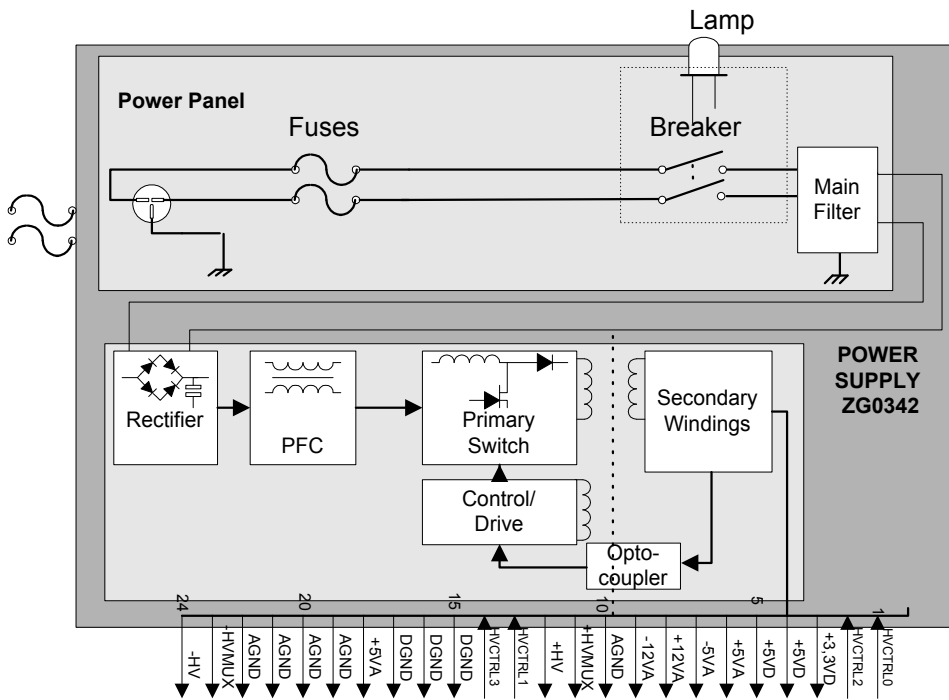 Lamp
Power Panel
Fuses
Breaker
Main
Filter
POWER
SUPPLY
ZG0342
Rectifier
PFC
Primary
Switch
Secondary
Windings
Control/
Drive
Opto-
coupler
24
20
15
10
5
1
-HV
-HVMUX
AGND
AGND
AGND
AGND
+5VA
DGND
DGND
DGND
HVCTRL3
HVCTRL1
+HV
+HVMUX
AGND
-12VA
+12VA
-5VA
+5VA
+5VD
+5VD
+3,3VD
HVCTRL2
HVCTRL0